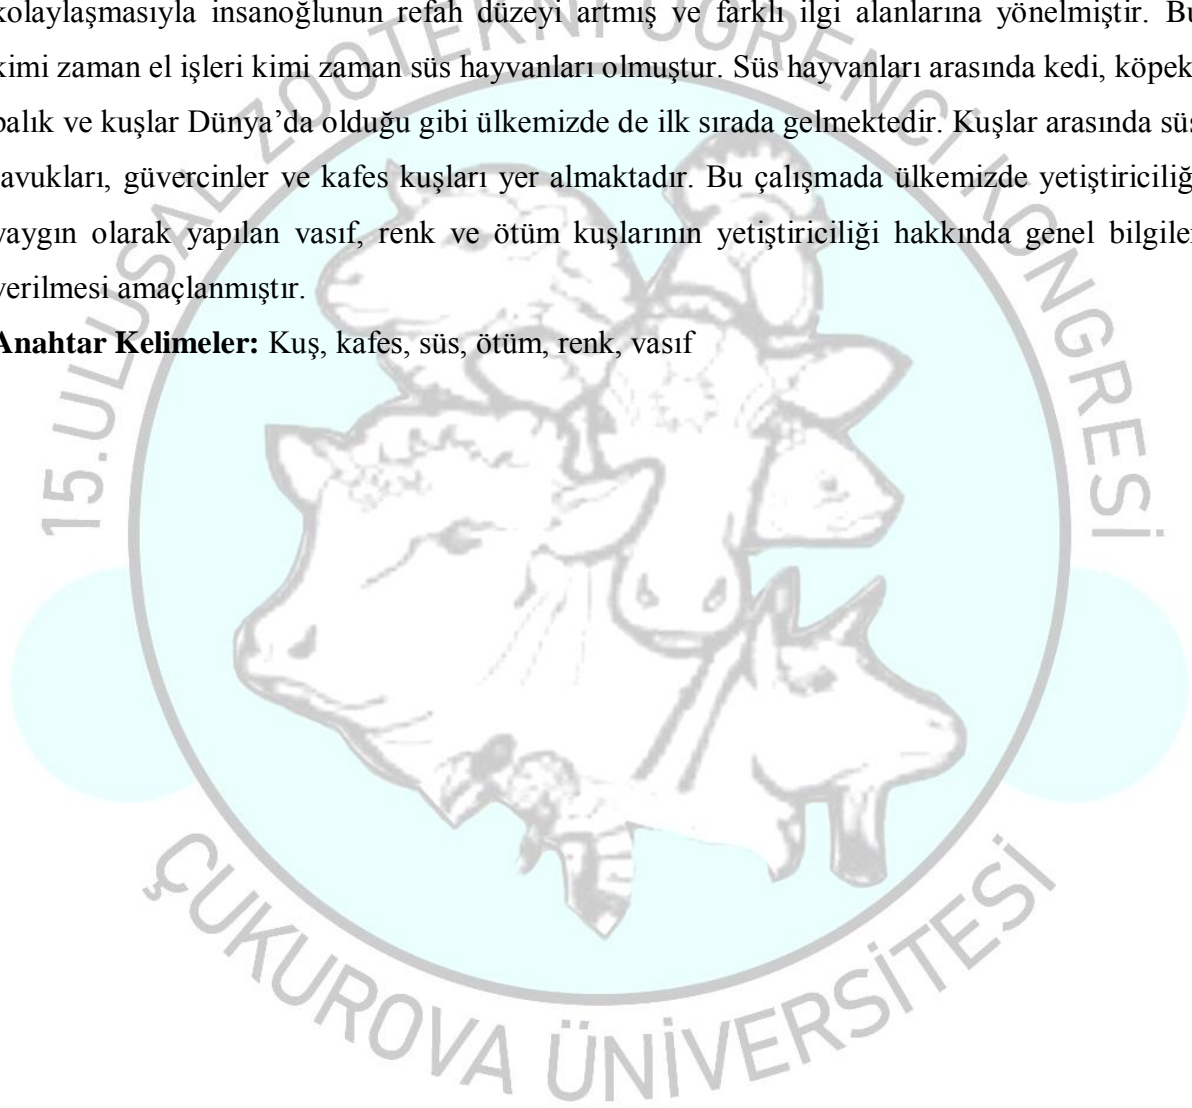 kolaylaşmasıyla insanoğlunun refah düzeyi artmış ve farklı ilgi alanlarına yönelmiştir. Bu
kimi zaman el işleri kimi zaman süs hayvanları olmuştur. Süs hayvanları arasında kedi, köpek
balık ve kuşlar Dünya’da olduğu gibi ülkemizde de ilk sırada gelmektedir. Kuşlar arasında süs
tavukları, güvercinler ve kafes kuşları yer almaktadır. Bu çalışmada ülkemizde yetiştiriciliği
yaygın olarak yapılan vasıf, renk ve ötüm kuşlarının yetiştiriciliği hakkında genel bilgiler
verilmesi amaçlanmıştır.
Anahtar Kelimeler: Kuş, kafes, süs, ötüm, renk, vasıf
15.ULUSAL ZOOTEKNİ ÖĞRENCİ KONGRESİ
ÇUKUROVA ÜNİVERSİTESİ